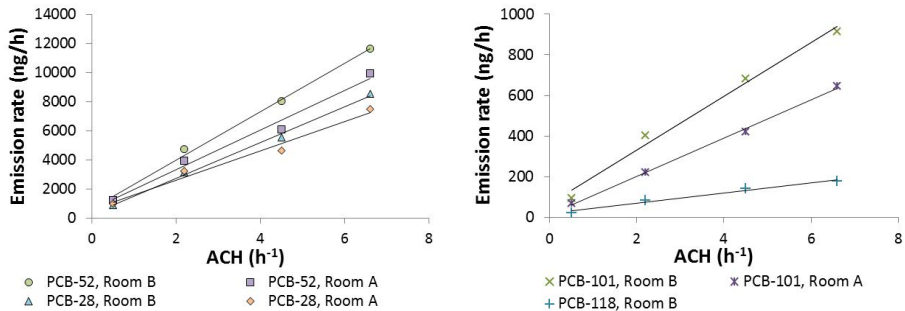 Emission rate (ng/h)
14000
12000
10000
8000
6000
4000
2000
0
0 2 4 6 8
ACH (h⁻¹)
PCB-52, Room B PCB-52, Room A
PCB-28, Room B PCB-28, Room A
Emission rate (ng/h)
1000
800
600
400
200
0
0 2 4 6 8
ACH (h⁻¹)
PCB-101, Room B PCB-101, Room A
PCB-118, Room B